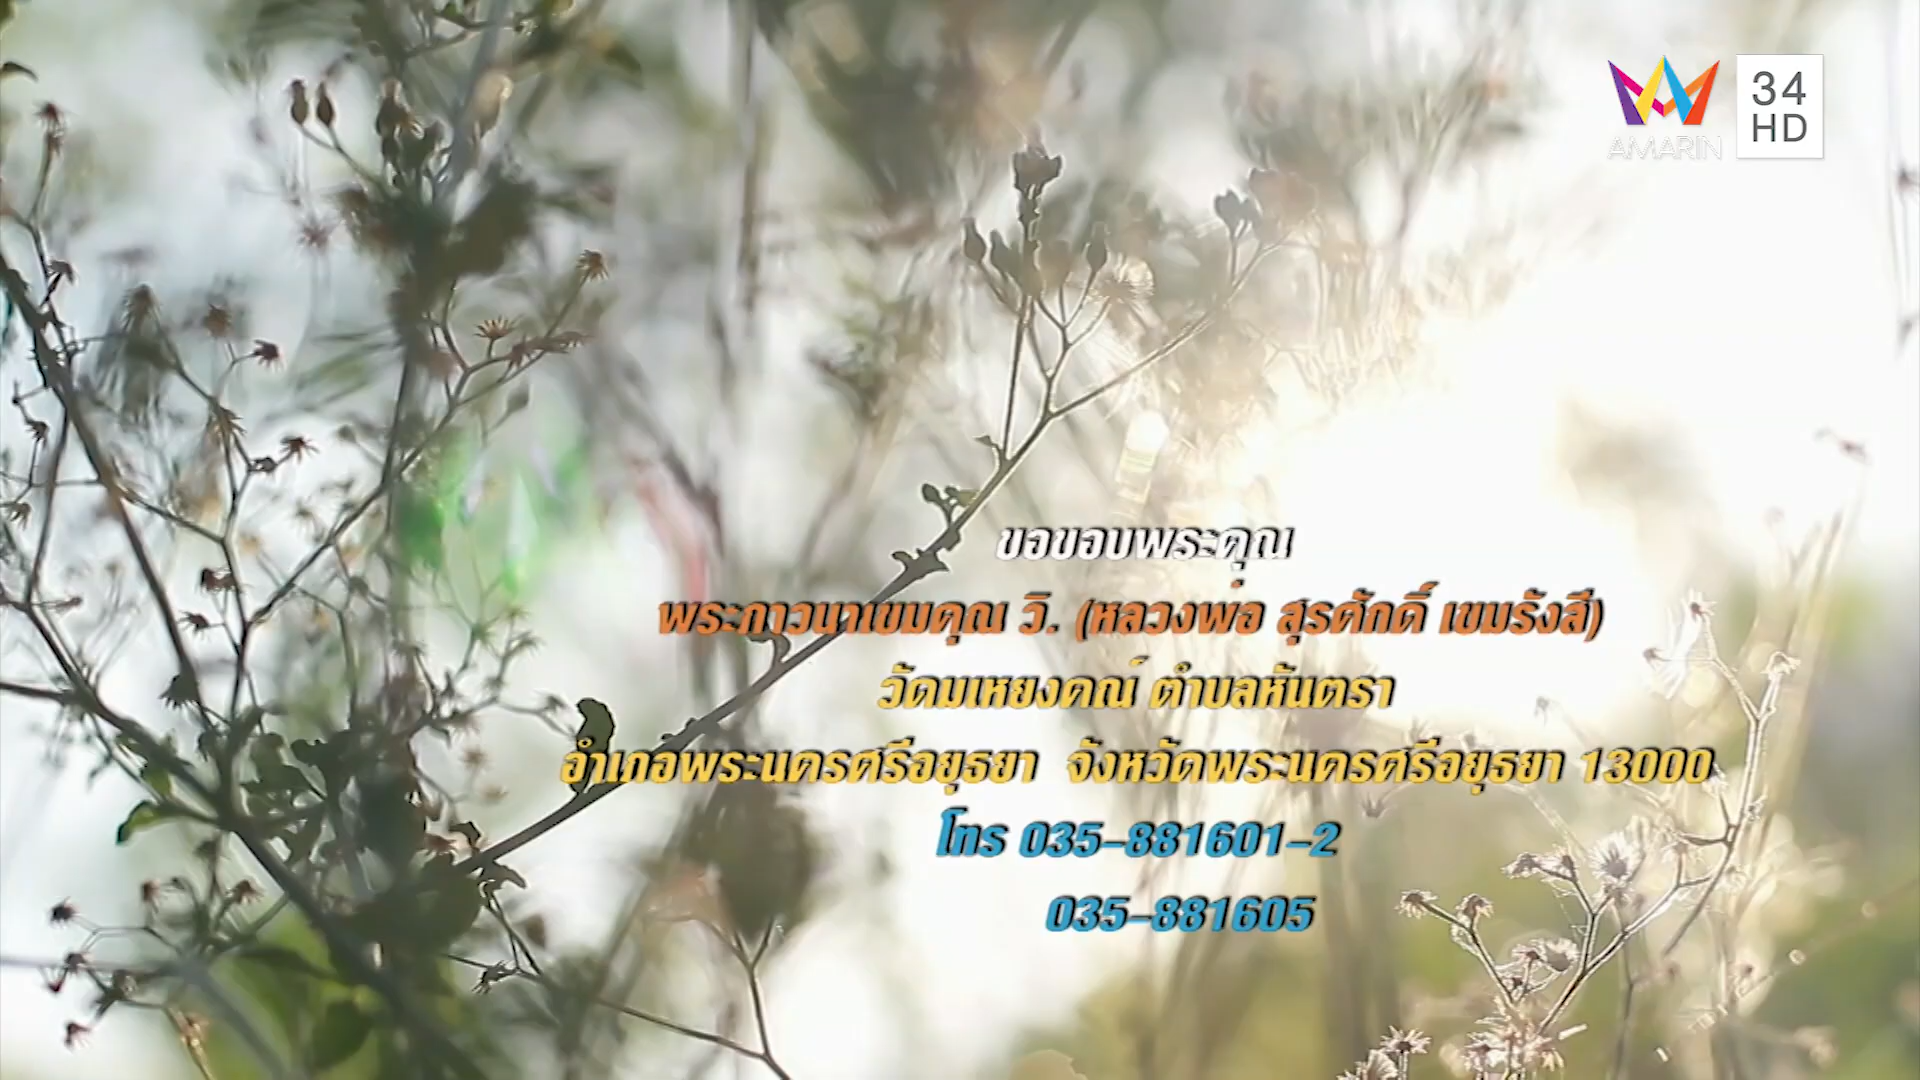 AMARIN
34
HD
ขอขอบพระคุณ
พระภาวนาเขมคุณ วิ. (หลวงพ่อ สุรศักดิ์ เขมรังสี)
วัดมเหยงคณ์ ตำบลหันตรา
อำเภอพระนครศรีอยุธยา จังหวัดพระนครศรีอยุธยา 13000
โทร 035-881601-2
035-881605